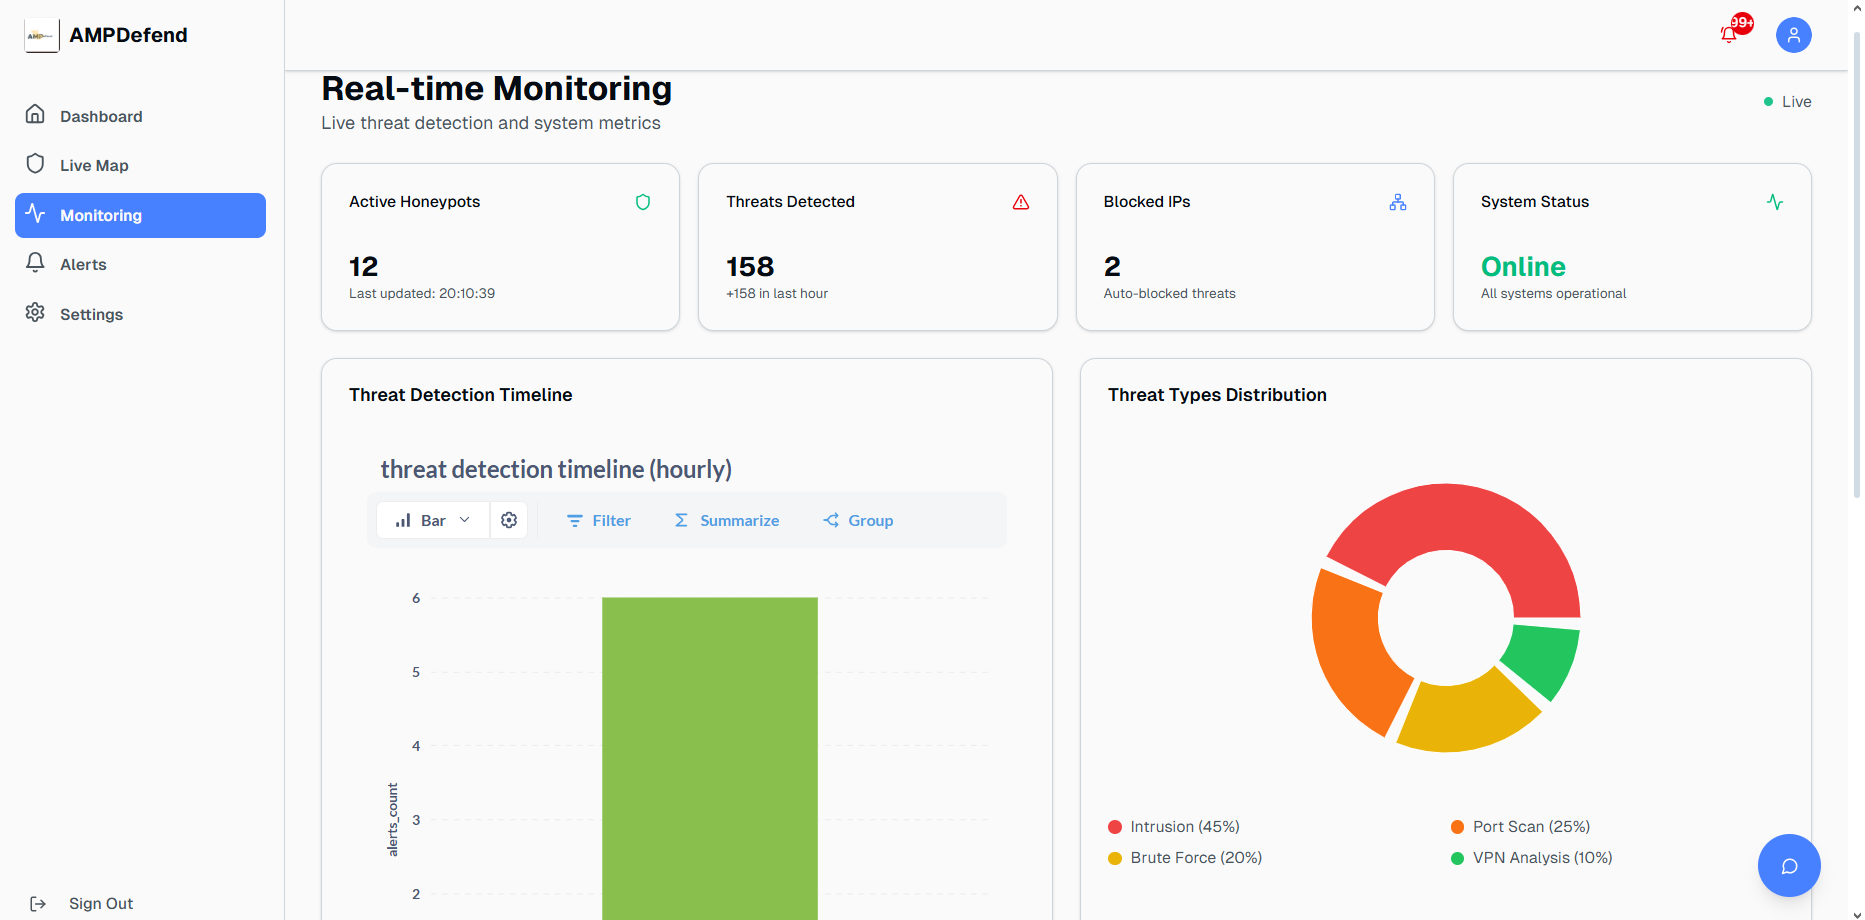 AMPDefend
Dashboard
Live Map
Monitoring
Alerts
Settings
Sign Out
99+
Real-time Monitoring
Live threat detection and system metrics
Live
Active Honeypots
12
Last updated: 20:10:39
Threats Detected
158
+158 in last hour
Blocked IPs
2
Auto-blocked threats
System Status
Online
All systems operational
Threat Detection Timeline
threat detection timeline (hourly)
Bar
Filter
Summarize
Group
6
5
4
3
2
alerts_count
Threat Types Distribution
Intrusion (45%)
Port Scan (25%)
Brute Force (20%)
VPN Analysis (10%)